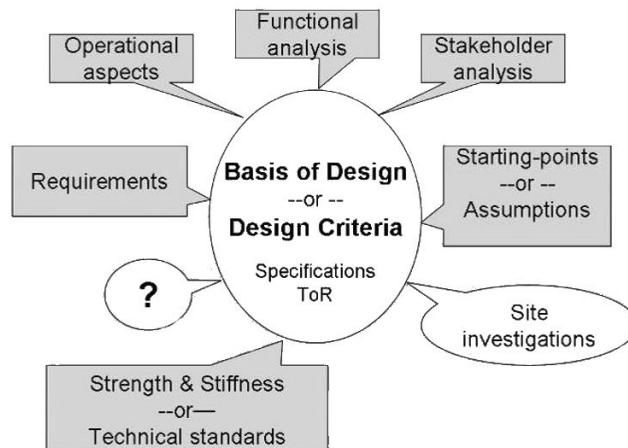 Functional
analysis
Operational
aspects
Stakeholder
analysis
Requirements
Basis of Design
--or --
Design Criteria
Specifications
ToR
Starting-points
--or --
Assumptions
?
Site
investigations
Strength & Stiffness
--or—
Technical standards